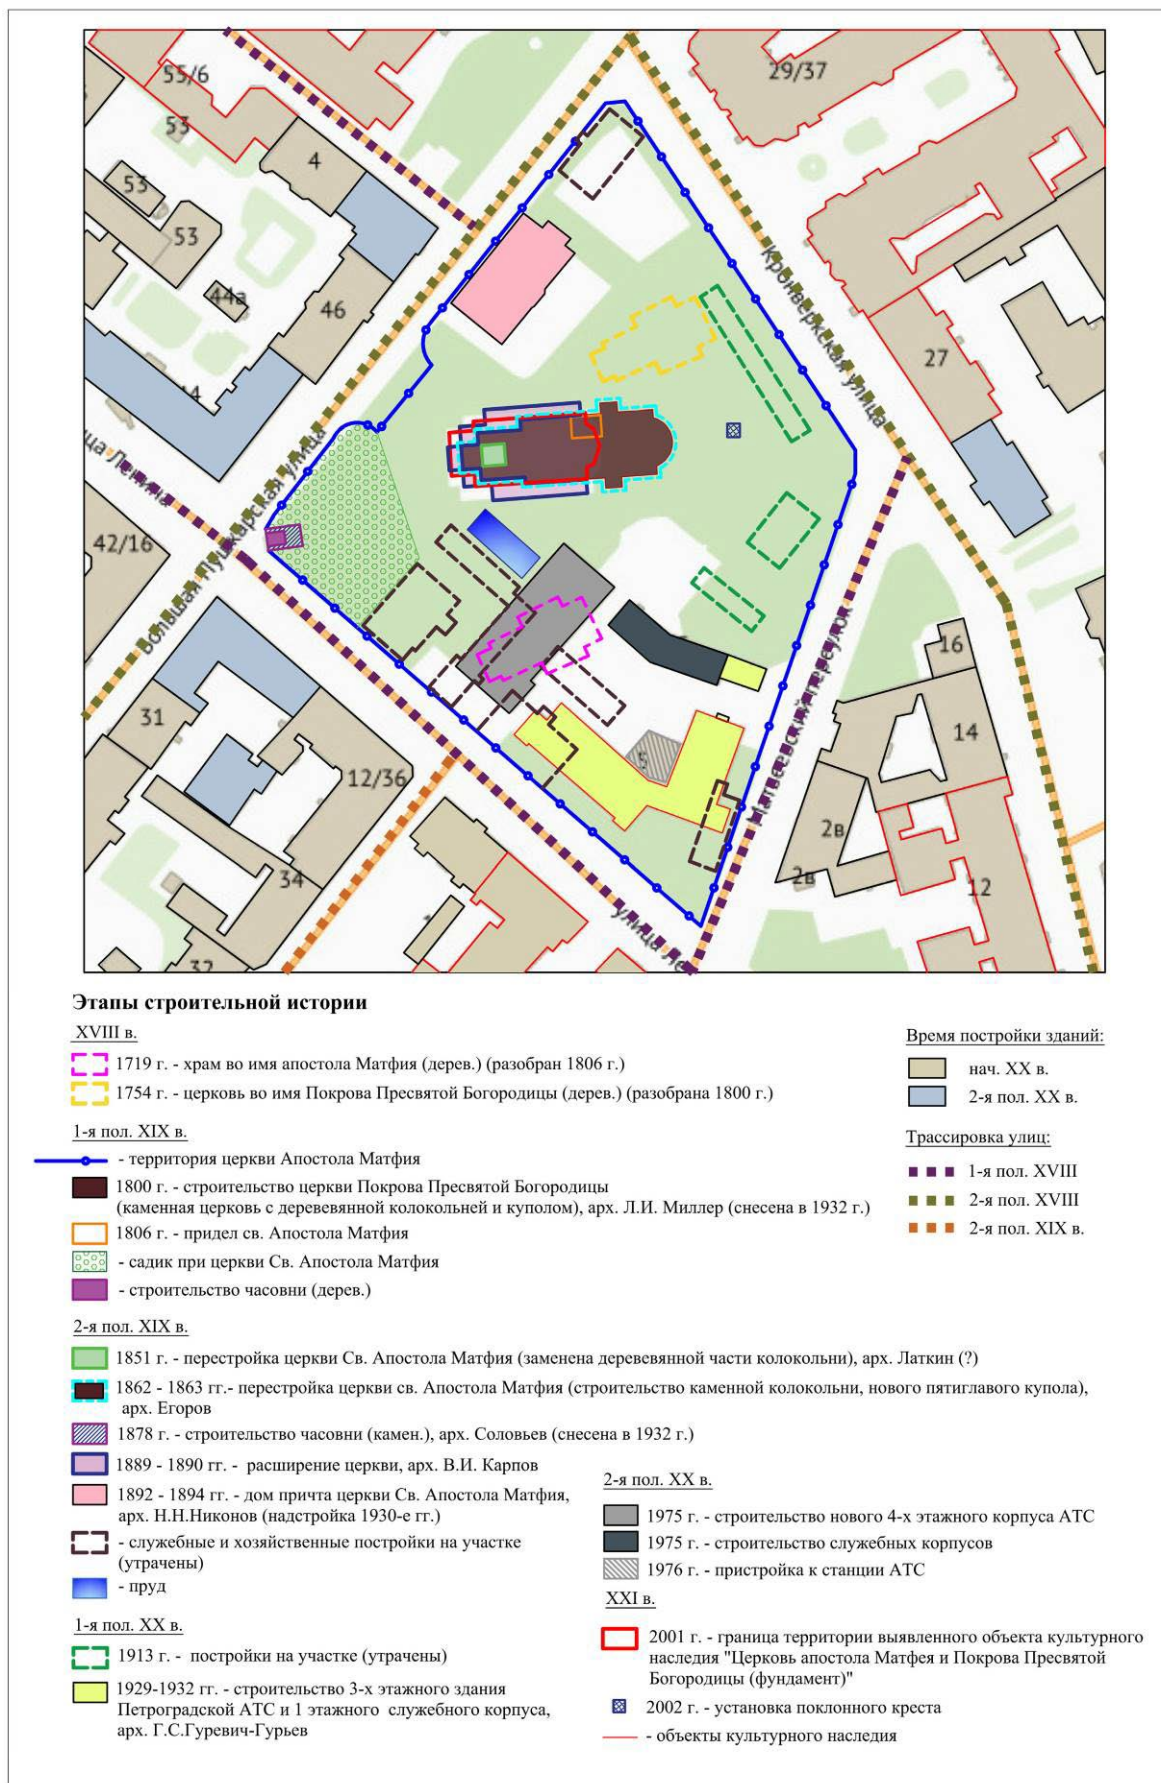 55/6
29/37
53
4
53
53
44а
46
27
Кронверкская улица
Большая Пушкарская улица
42/16
Матвеевский переулок
16
14
31
12/36
5
2в
2в
12
34
32
улица Ле
Этапы строительной истории
XVIII в.
1719 г. - храм во имя апостола Матфия (дерев.) (разобран 1806 г.)
1754 г. - церковь во имя Покрова Пресвятой Богородицы (дерев.) (разобрана 1800 г.)
1-я пол. XIX в.
- территория церкви Апостола Матфия
1800 г. - строительство церкви Покрова Пресвятой Богородицы
(каменная церковь с деревевянной колокольней и куполом), арх. Л.И. Миллер (снесена в 1932 г.)
1806 г. - придел св. Апостола Матфия
- садик при церкви Св. Апостола Матфия
- строительство часовни (дерев.)
2-я пол. XIX в.
1851 г. - перестройка церкви Св. Апостола Матфия (заменена деревевянной части колокольни), арх. Латкин (?)
1862 - 1863 гг.- перестройка церкви св. Апостола Матфия (строительство каменной колокольни, нового пятиглавого купола),
арх. Егоров
1878 г. - строительство часовни (камен.), арх. Соловьев (снесена в 1932 г.)
1889 - 1890 гг. - расширение церкви, арх. В.И. Карпов
1892 - 1894 гг. - дом причта церкви Св. Апостола Матфия,
арх. Н.Н.Никонов (надстройка 1930-е гг.)
- служебные и хозяйственные постройки на участке
(утрачены)
- пруд
1-я пол. XX в.
1913 г. - постройки на участке (утрачены)
1929-1932 гг. - строительство 3-х этажного здания
Петроградской АТС и 1 этажного служебного корпуса,
арх. Г.С.Гуревич-Гурьев
Время постройки зданий:
нач. XX в.
2-я пол. XX в.
Трассировка улиц:
1-я пол. XVIII
2-я пол. XVIII
2-я пол. XIX в.
2-я пол. XX в.
1975 г. - строительство нового 4-х этажного корпуса АТС
1975 г. - строительство служебных корпусов
1976 г. - пристройка к станции АТС
XXI в.
2001 г. - граница территории выявленного объекта культурного
наследия "Церковь апостола Матфея и Покрова Пресвятой
Богородицы (фундамент)"
2002 г. - установка поклонного креста
- объекты культурного наследия